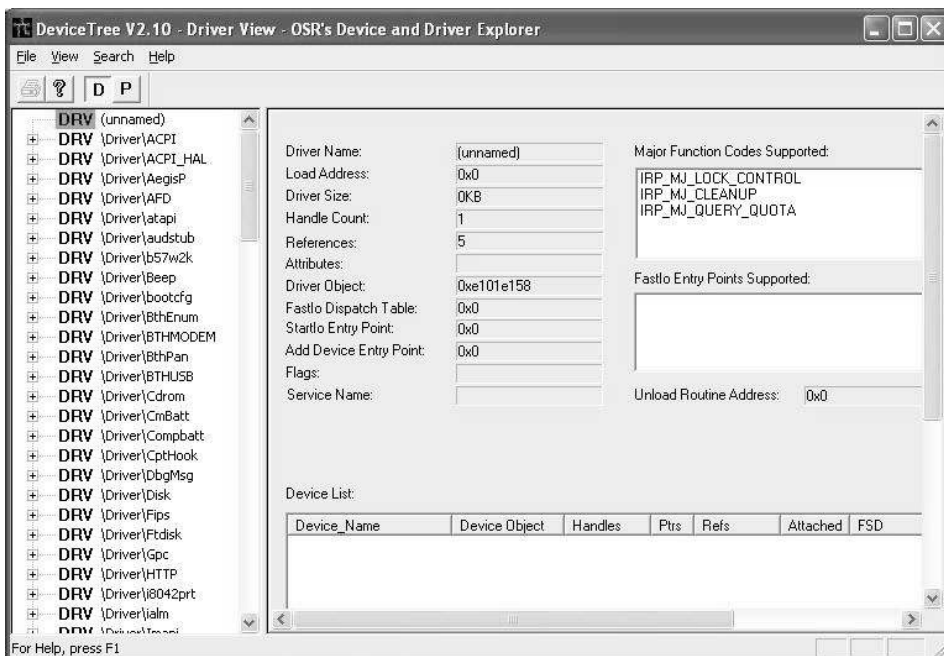 DeviceTree V2.10 - Driver View - OSR's Device and Driver Explorer
File View Search Help
D P
DRV (unnamed)
DRV \Driver\ACPI
DRV \Driver\ACPI_HAL
DRV \Driver\AegisP
DRV \Driver\AFD
DRV \Driver\atapi
DRV \Driver\audstub
DRV \Driver\b57w2k
DRV \Driver\Beep
DRV \Driver\bootcfg
DRV \Driver\BthEnum
DRV \Driver\BTHMODEM
DRV \Driver\BthPan
DRV \Driver\BTHUSB
DRV \Driver\Cdrom
DRV \Driver\CmBatt
DRV \Driver\Compbatt
DRV \Driver\CptHook
DRV \Driver\DbgMsg
DRV \Driver\Disk
DRV \Driver\Fips
DRV \Driver\Ftdisk
DRV \Driver\Gpc
DRV \Driver\HTTP
DRV \Driver\i8042prt
DRV \Driver\ialm
DRV \Driver\Imapi
Driver Name: (unnamed)
Load Address: 0x0
Driver Size: 0KB
Handle Count: 1
References: 5
Attributes:
Driver Object: 0xe101e158
FastIo Dispatch Table: 0x0
StartIo Entry Point: 0x0
Add Device Entry Point: 0x0
Flags:
Service Name:
Major Function Codes Supported:
IRP_MJ_LOCK_CONTROL
IRP_MJ_CLEANUP
IRP_MJ_QUERY_QUOTA
FastIo Entry Points Supported:
Unload Routine Address: 0x0
Device List:
Device_Name Device Object Handles Ptrs Refs Attached FSD
For Help, press F1